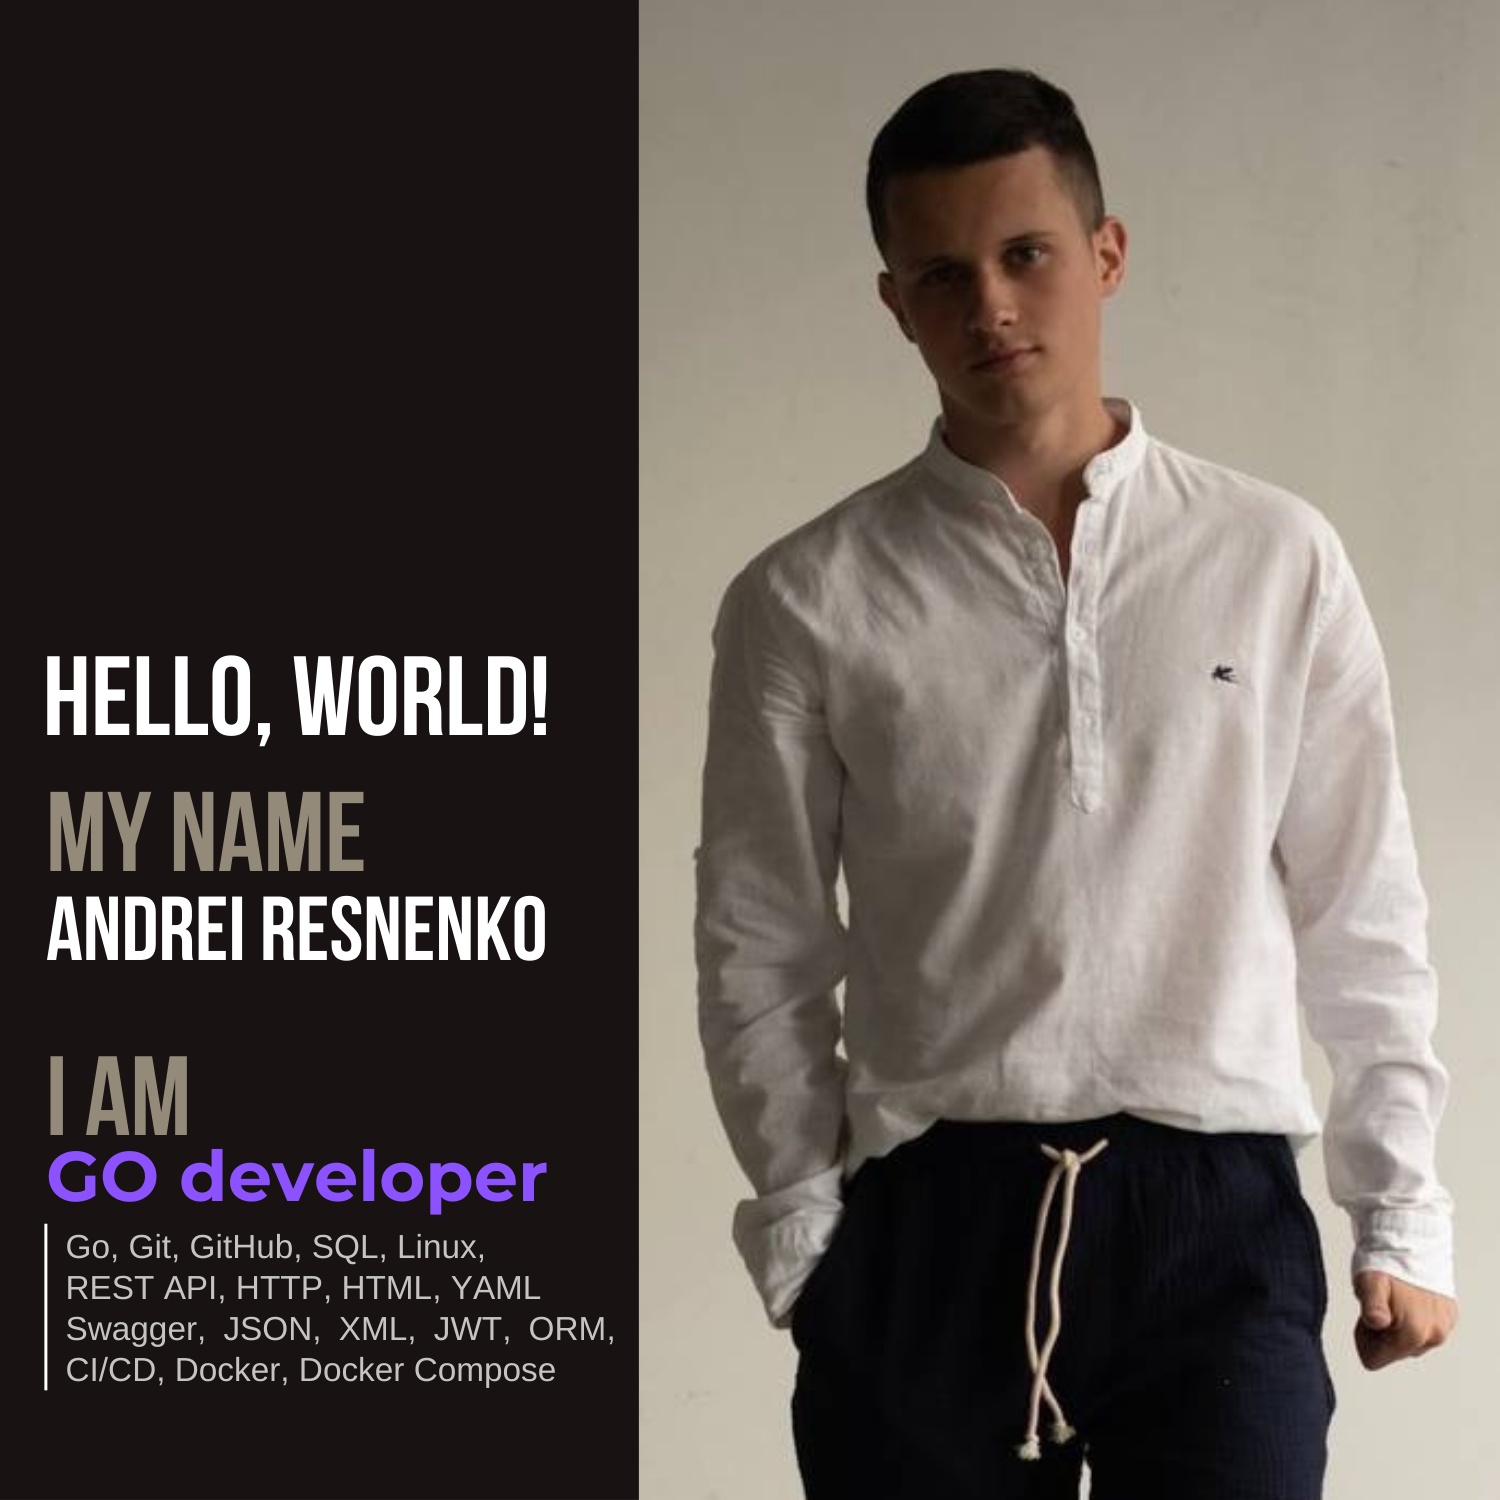 HELLO, WORLD!
MY NAME
ANDREI RESNENKO
I AM
GO developer
Go, Git, GitHub, SQL, Linux,
REST API, HTTP, HTML, YAML
Swagger, JSON, XML, JWT, ORM,
CI/CD, Docker, Docker Compose